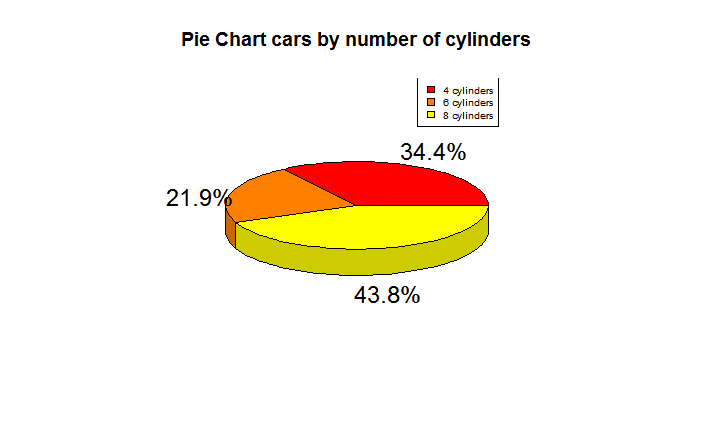 Pie Chart cars by number of cylinders
4 cylinders
6 cylinders
8 cylinders
34.4%
21.9%
43.8%